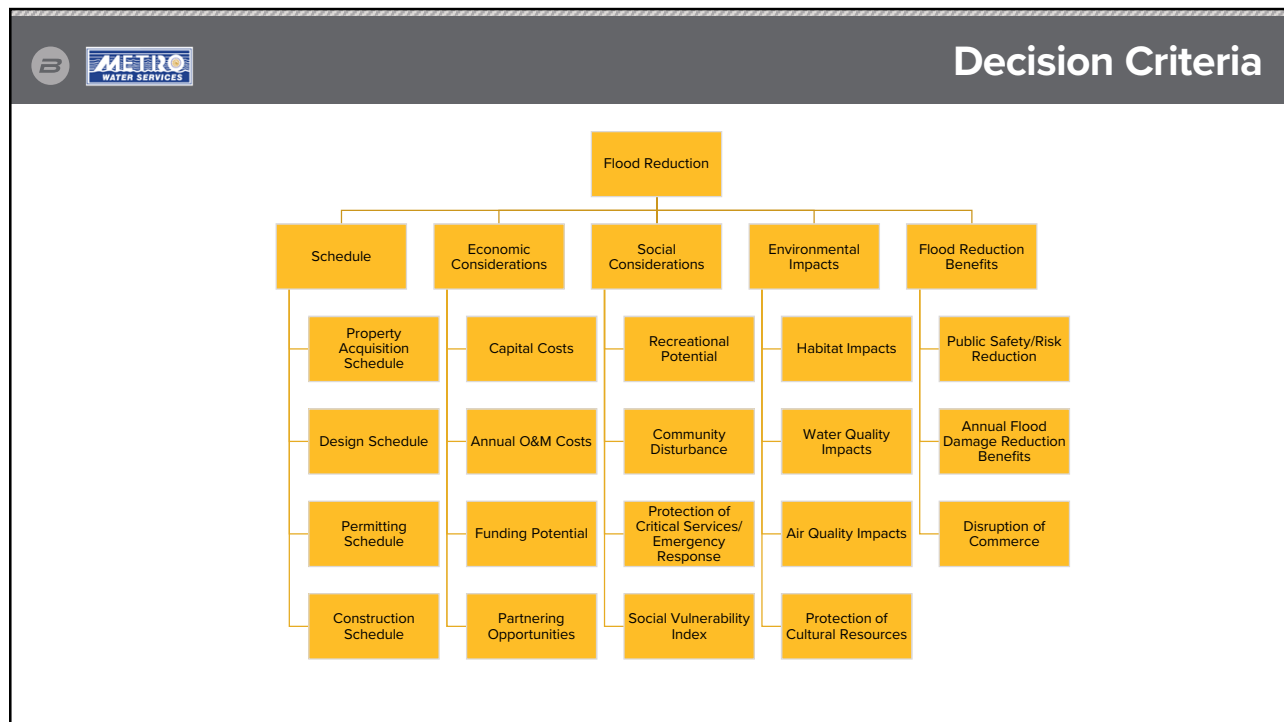 B
METRO
WATER SERVICES
Decision Criteria
Flood Reduction
Schedule
Property
Acquisition
Schedule
Design Schedule
Permitting
Schedule
Construction
Schedule
Economic
Considerations
Capital Costs
Annual O&M Costs
Funding Potential
Partnering
Opportunities
Social
Considerations
Recreational
Potential
Community
Disturbance
Protection of
Critical Services/
Emergency
Response
Social Vulnerability
Index
Environmental
Impacts
Habitat Impacts
Water Quality
Impacts
Air Quality Impacts
Protection of
Cultural Resources
Flood Reduction
Benefits
Public Safety/Risk
Reduction
Annual Flood
Damage Reduction
Benefits
Disruption of
Commerce